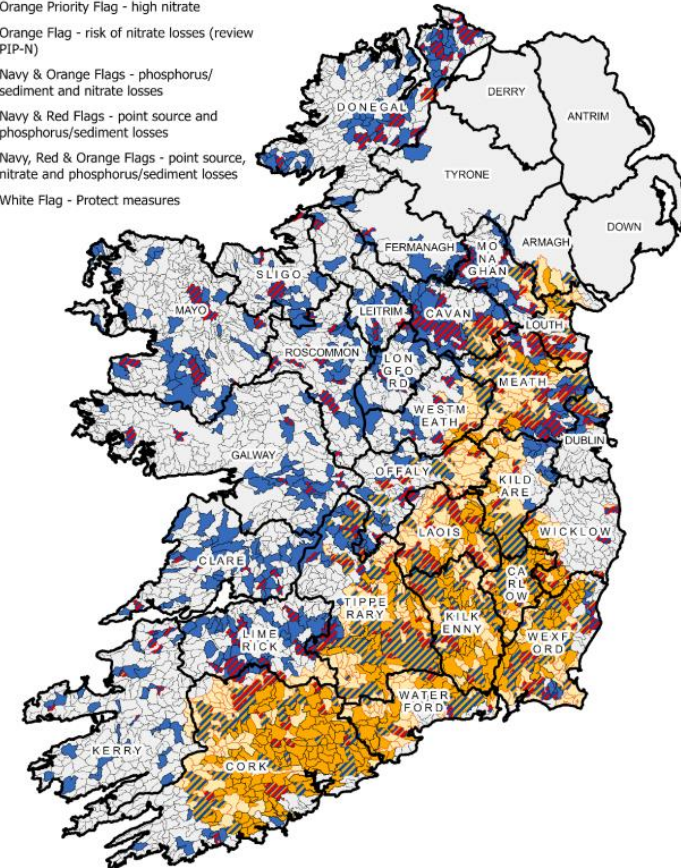 Orange Priority Flag - high nitrate
Orange Flag - risk of nitrate losses (review
PIP-N)
Navy & Orange Flags - phosphorus/
sediment and nitrate losses
Navy & Red Flags - point source and
phosphorus/sediment losses
Navy, Red & Orange Flags - point source,
nitrate and phosphorus/sediment losses
White Flag - Protect measures
DONEGAL
DERRY
ANTRIM
TYRONE
DOWN
FERMANAGH
MO
NA
GHAN
ARMAGH
SLIGO
MAYO
LEITRIM
CAVAN
LOUTH
ROSCOMMON
LON
GFO
RD
MEATH
WESTM
EATH
DUBLIN
GALWAY
OFFALY
KILD
ARE
LAOIS
WICKLOW
CLARE
CA
RL
OW
TIPPE
RARY
KILK
ENNY
LIME
RICK
WEXF
ORD
WATER
FORD
KERRY
CORK